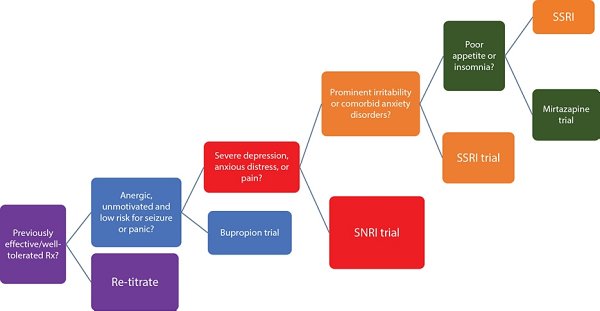 SSRI
Poor
appetite or
insomnia?
Mirtazapine
trial
Prominent irritability
or comorbid anxiety
disorders?
SSRI trial
Severe depression,
anxious distress, or
pain?
SNRI trial
Anergic,
unmotivated and
low risk for seizure
or panic?
Bupropion trial
Previously
effective/well-
tolerated Rx?
Re-titrate